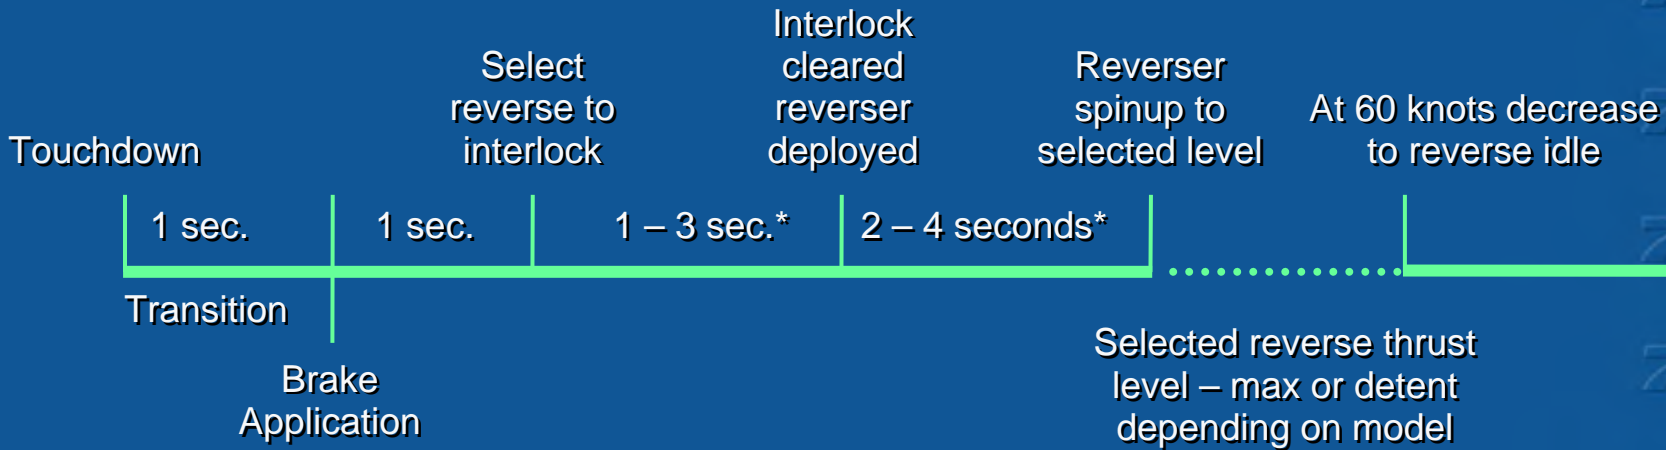 Touchdown
Select
reverse to
interlock
Interlock
cleared
reverser
deployed
Reverser
spinup to
selected level
At 60 knots decrease
to reverse idle
1 sec.
1 sec.
1 – 3 sec.*
2 – 4 seconds*
Transition
Brake
Application
Selected reverse thrust
level – max or detent
depending on model